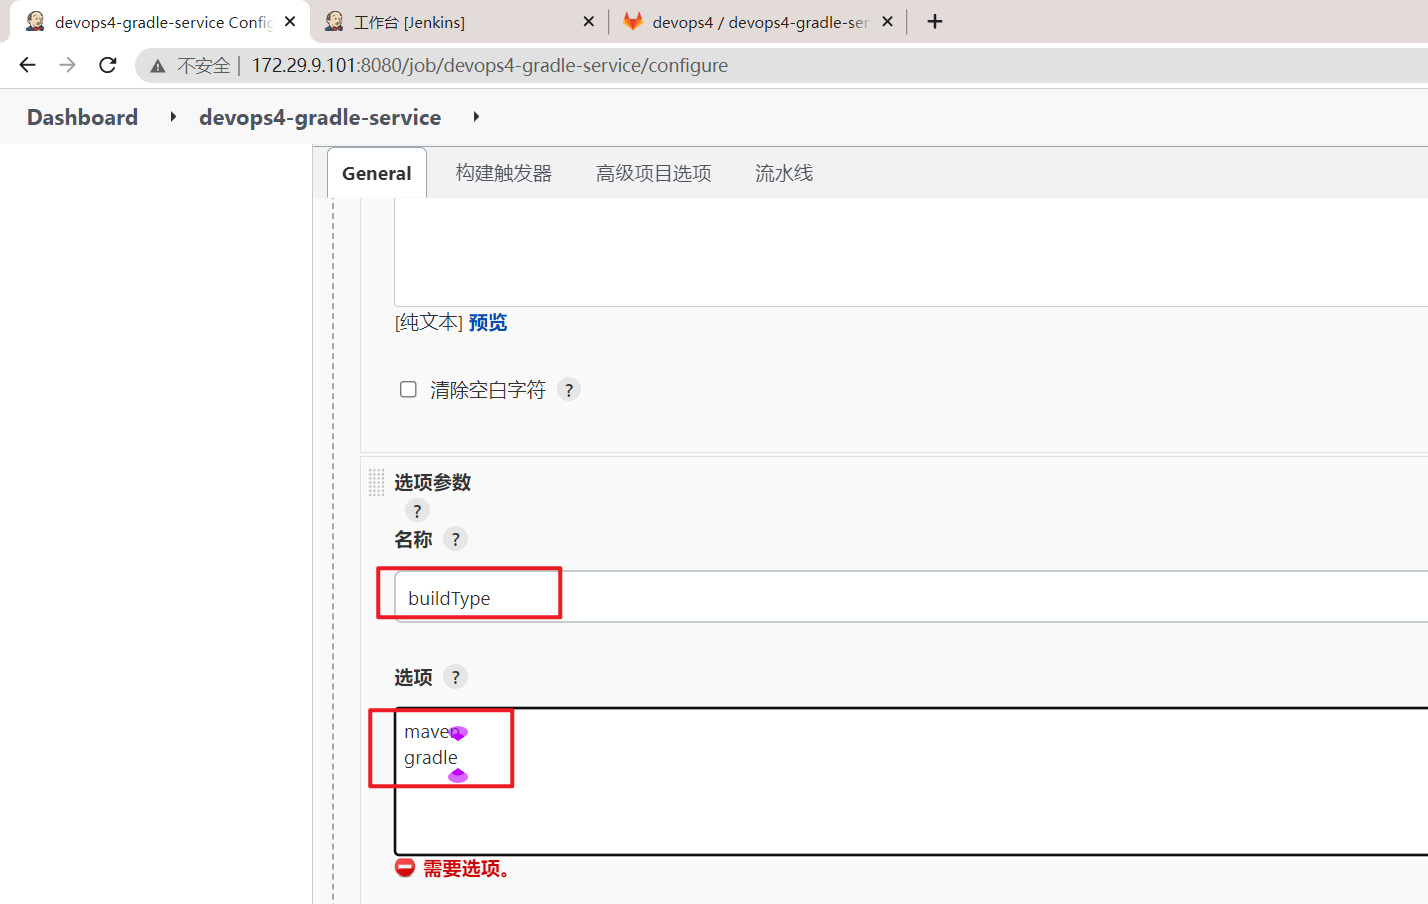 devops4-gradle-service Config
工作台 [Jenkins]
devops4 / devops4-gradle-ser
不安全 | 172.29.9.101:8080/job/devops4-gradle-service/configure
Dashboard
devops4-gradle-service
General
构建触发器
高级项目选项
流水线
[纯文本] 预览
清除空白字符 ?
选项参数
?
名称 ?
buildType
选项 ?
maven
gradle
需要选项。